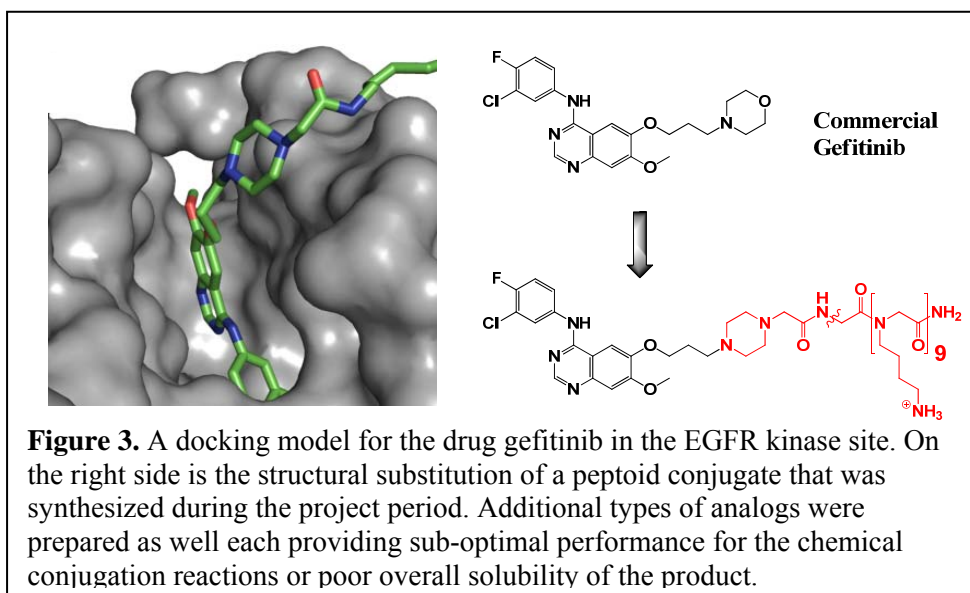 F
Cl
NH
N
N
O
O
N
O
Commercial
Gefitinib
F
Cl
NH
N
N
O
O
N
N
O
H
N
O
N
O
NH2
9
⊕NH3
Figure 3. A docking model for the drug gefitinib in the EGFR kinase site. On
the right side is the structural substitution of a peptoid conjugate that was
synthesized during the project period. Additional types of analogs were
prepared as well each providing sub-optimal performance for the chemical
conjugation reactions or poor overall solubility of the product.